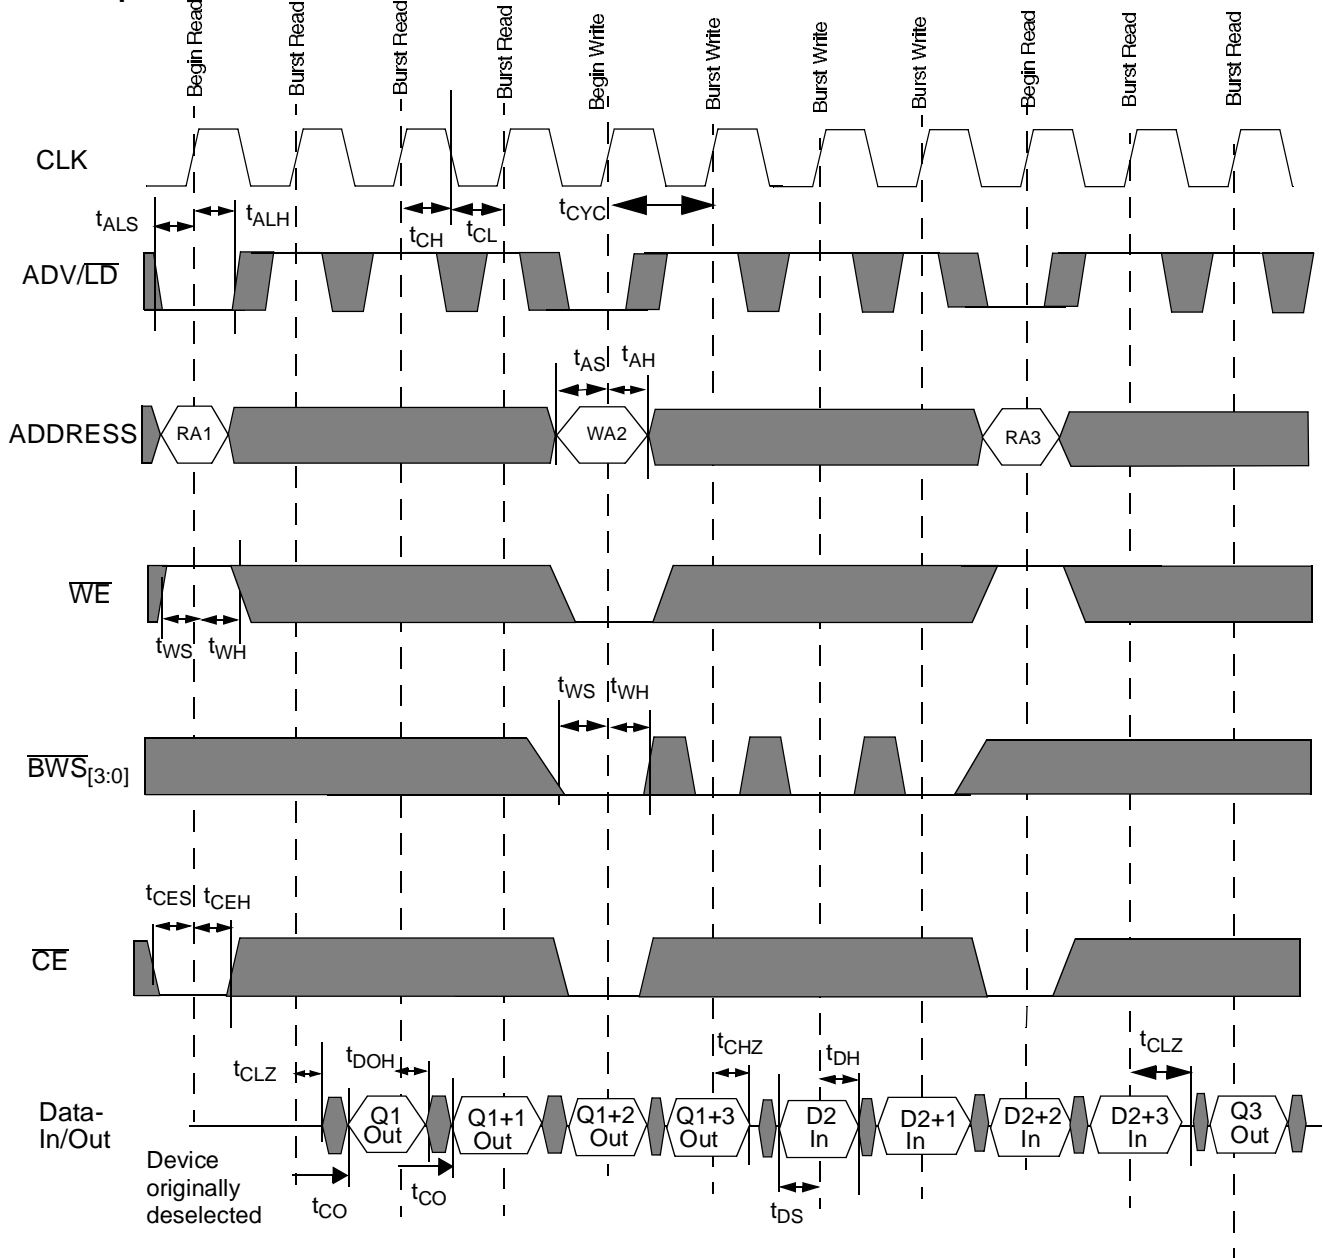 Begin Read
Burst Read
Burst Read
Burst Read
Begin Write
Burst Write
Burst Write
Burst Write
Begin Read
Burst Read
Burst Read
CLK
tALS
tALH
tCH
tCL
tCYC
ADV/LD
tAS
tAH
ADDRESS
RA1
WA2
RA3
WE
tWS
tWH
tWS
tWH
BWS[3:0]
tCES
tCEH
CE
tCLZ
tDOH
tCHZ
tDH
tCLZ
Data-
In/Out
Q1
Out
Q1+1
Out
Q1+2
Out
Q1+3
Out
D2
In
D2+1
In
D2+2
In
D2+3
In
Q3
Out
Device
originally
deselected
tCO
tCO
tDS